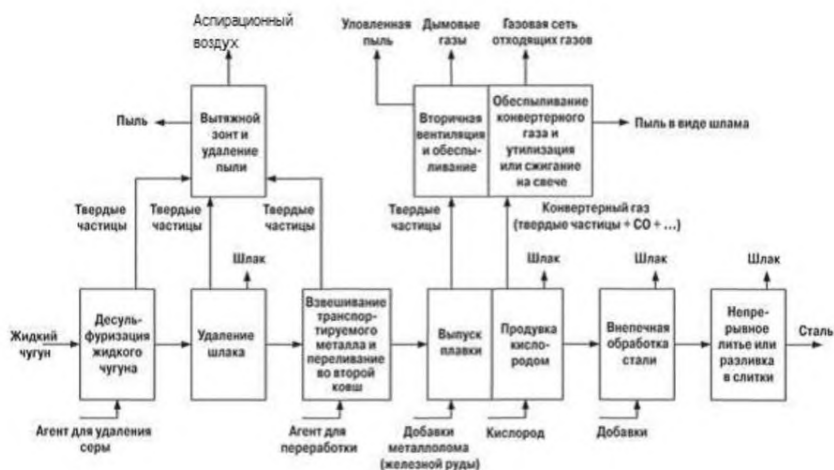 Аспирационный
воздух
Уловленная
пыль
Дымовые
газы
Газовая сеть
отходящих газов
Пыль
Вытяжной
зонт и
удаление
пыли
Вторичная
вентиляция
и обеспы-
ливание
Обеспыливание
конвертерного
газа и
утилизация
или сжигание
на свече
Пыль в виде шлама
Твердые
частицы
Твердые
частицы
Твердые
частицы
Твердые
частицы
Конвертерный газ
(твердые частицы + СО + ...)
Шлак
Шлак
Шлак
Шлак
Жидкий
чугун
Десуль-
фуризация
жидкого
чугуна
Удаление
шлака
Взвешивание
транспор-
тируемого
металла и
переливание
во второй
ковш
Выпуск
плавки
Продувка
кисло-
родом
Внепечная
обработка
стали
Непре-
рывное
литье или
разливка
в слитки
Сталь
Агент для удаления
серы
Агент для
переработки
Добавки
металлолома
(железной руды)
Кислород
Добавки